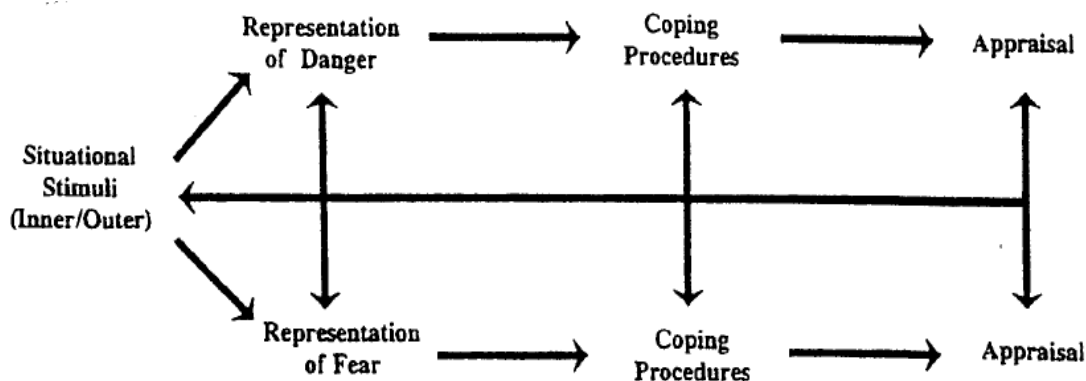 Representation
of Danger
Coping
Procedures
Appraisal
Situational
Stimuli
(Inner/Outer)
Representation
of Fear
Coping
Procedures
Appraisal